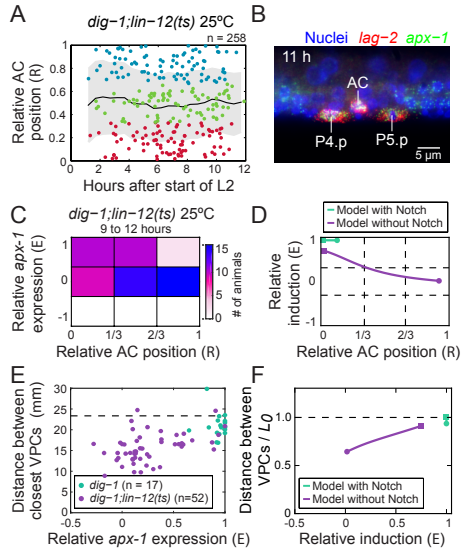 A
dig-1;lin-12(ts) 25ºC
n = 258
Relative AC
position (R)
1
0.8
0.6
0.4
0.2
0
0 2 4 6 8 10 12
Hours after start of L2
B
Nuclei lag-2 apx-1
11 h
AC
P4.p P5.p
5 µm
C
dig-1;lin-12(ts) 25ºC
9 to 12 hours
Relative apx-1
expression (E)
1
0
-1
1/3 2/3 1
Relative AC position (R)
15
10
5
0
# of animals
D
Model with Notch
Model without Notch
Relative
induction (E)
1
0
-1
0 1/3 2/3 1
Relative AC position (R)
E
Distance between
closest VPCs (mm)
30
25
20
15
10
5
0
dig-1 (n = 17)
dig-1;lin-12(ts) (n=52)
-0.5 0 0.5 1
Relative apx-1 expression (E)
F
Distance between
VPCs / L0
1.0
0.5
0
Model with Notch
Model without Notch
-0.5 0 0.5 1
Relative induction (E)